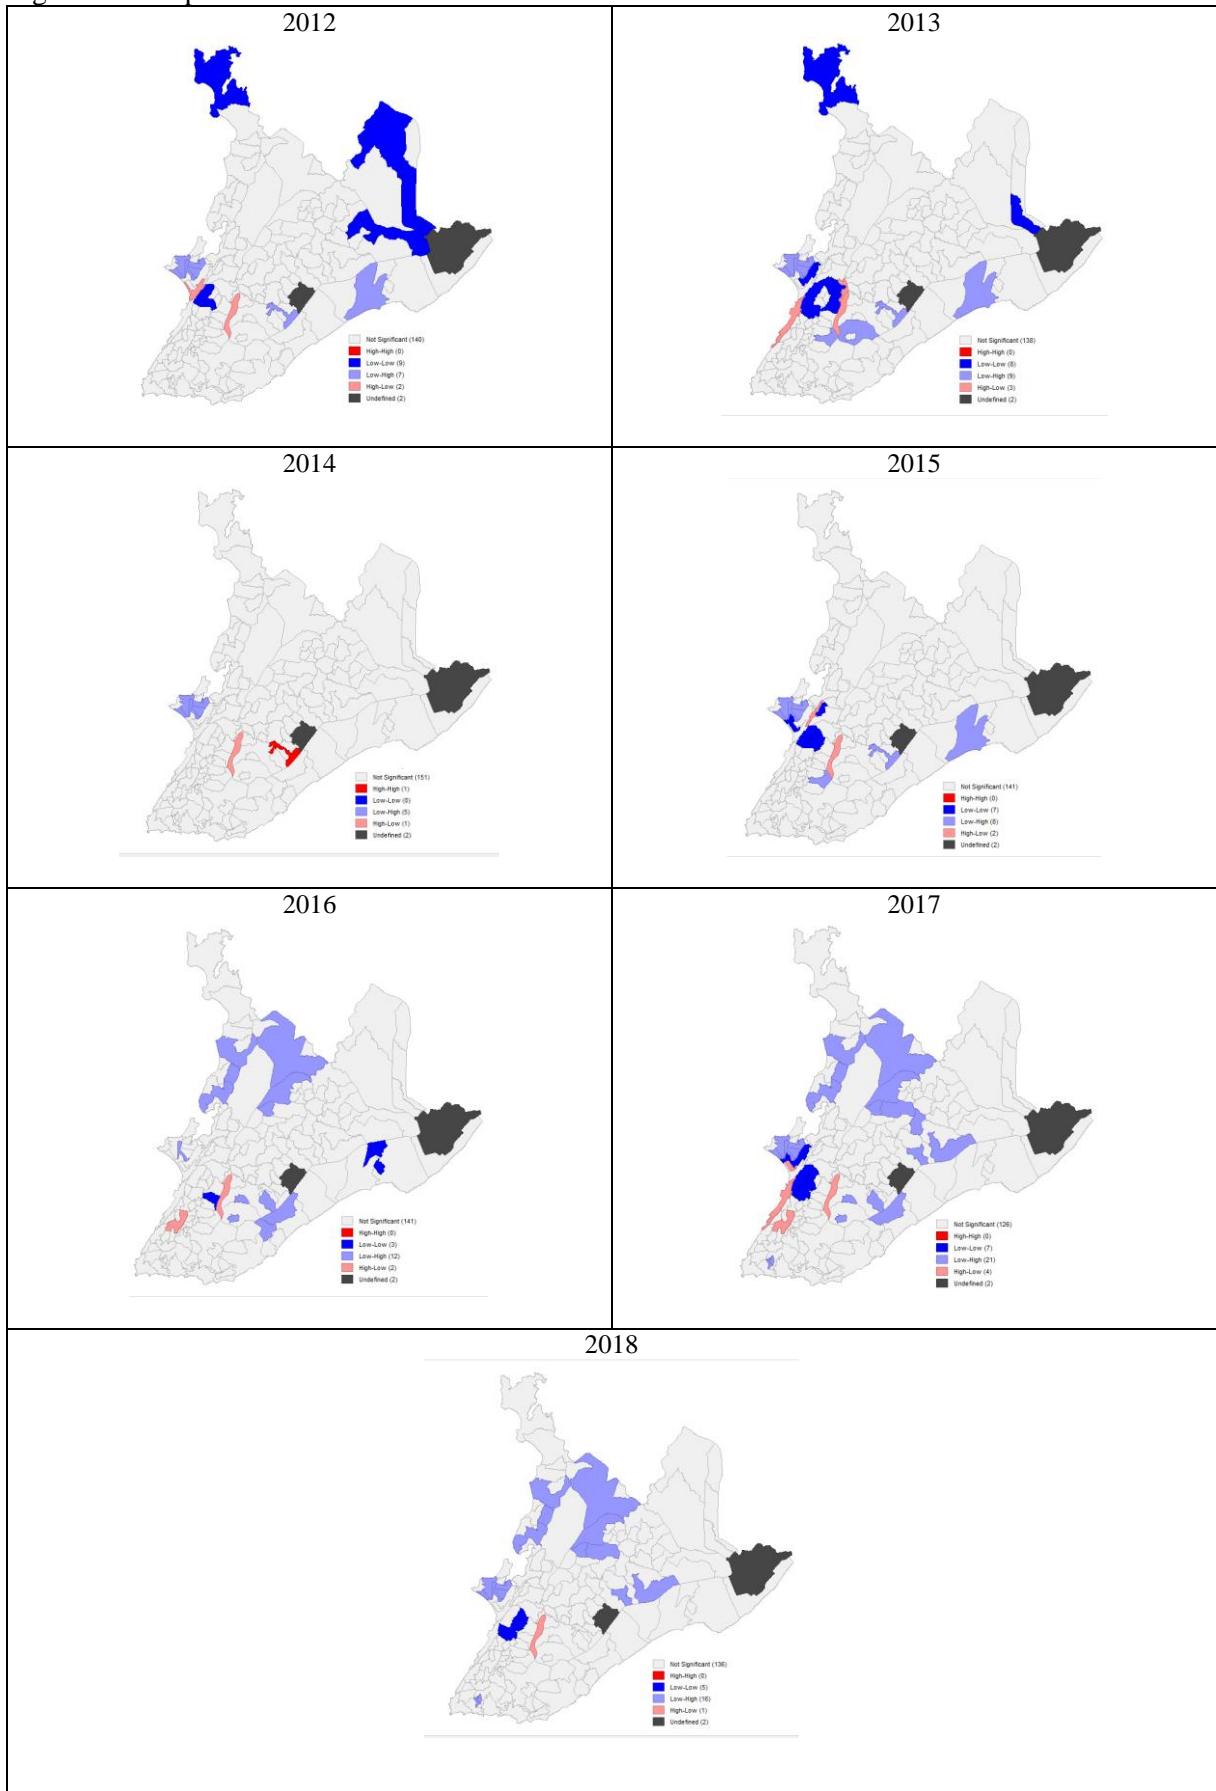 2012
Not Significant (140)
High-High (0)
Low-Low (9)
Low-High (7)
High-Low (2)
Undefined (2)
2013
Not Significant (138)
High-High (0)
Low-Low (8)
Low-High (9)
High-Low (3)
Undefined (2)
2014
Not Significant (151)
High-High (1)
Low-Low (0)
Low-High (5)
High-Low (1)
Undefined (2)
2015
Not Significant (141)
High-High (0)
Low-Low (7)
Low-High (8)
High-Low (2)
Undefined (2)
2016
Not Significant (141)
High-High (0)
Low-Low (3)
Low-High (12)
High-Low (2)
Undefined (2)
2017
Not Significant (126)
High-High (0)
Low-Low (7)
Low-High (21)
High-Low (4)
Undefined (2)
2018
Not Significant (136)
High-High (0)
Low-Low (5)
Low-High (16)
High-Low (1)
Undefined (2)